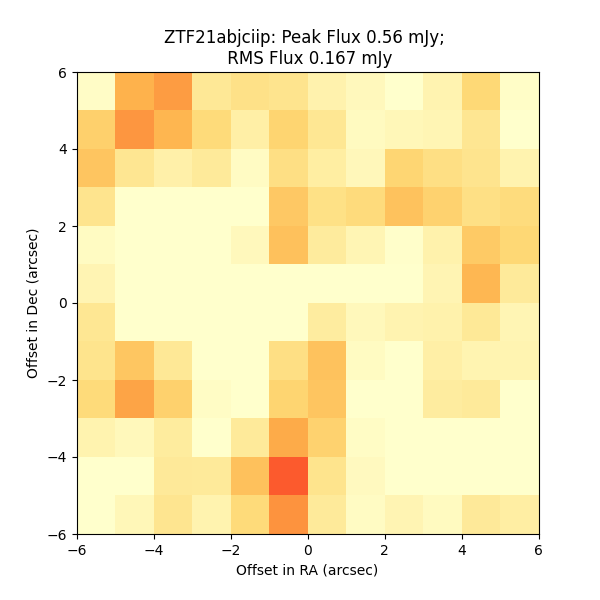 ZTF21abjciip: Peak Flux 0.56 mJy;
RMS Flux 0.167 mJy
6
4
2
0
−2
−4
−6
Offset in Dec (arcsec)
−6 −4 −2 0 2 4 6
Offset in RA (arcsec)